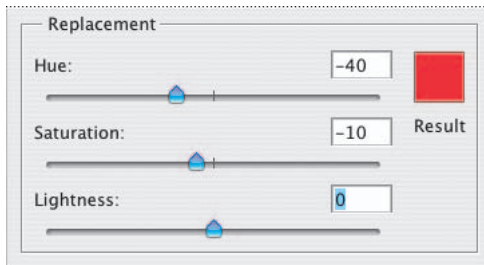 Replacement
Hue:
-40
Saturation:
-10
Result
Lightness:
0